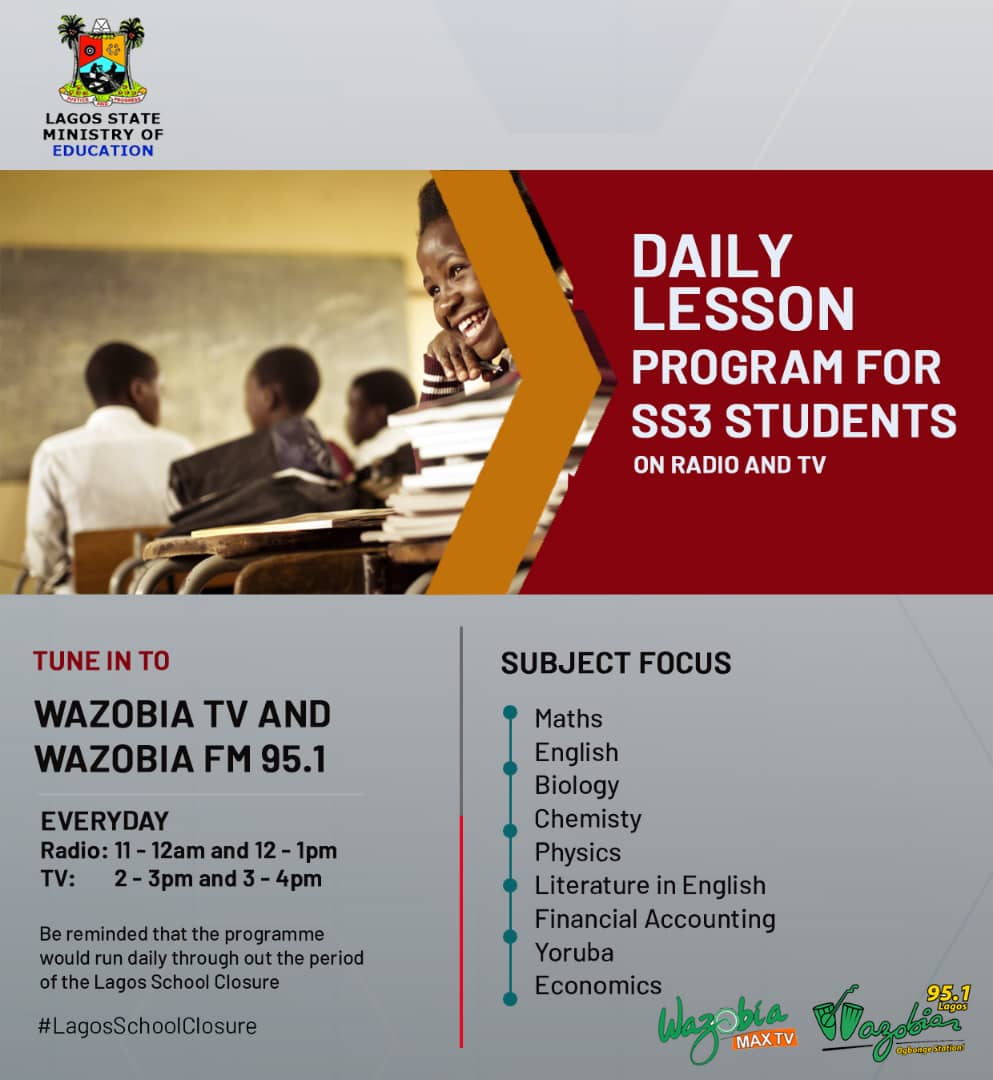 JUSTICE AND PROGRESS
LAGOS STATE
MINISTRY OF
EDUCATION
DAILY
LESSON
PROGRAM FOR
SS3 STUDENTS
ON RADIO AND TV
TUNE IN TO
WAZOBIA TV AND
WAZOBIA FM 95.1
EVERYDAY
Radio: 11 - 12am and 12 - 1pm
TV: 2 - 3pm and 3 - 4pm
Be reminded that the programme
would run daily through out the period
of the Lagos School Closure
#LagosSchoolClosure
SUBJECT FOCUS
Maths
English
Biology
Chemisty
Physics
Literature in English
Financial Accounting
Yoruba
Economics
Wazobia
MAX TV
95.1
Lagos
Wazobia
Ogbonge Station!